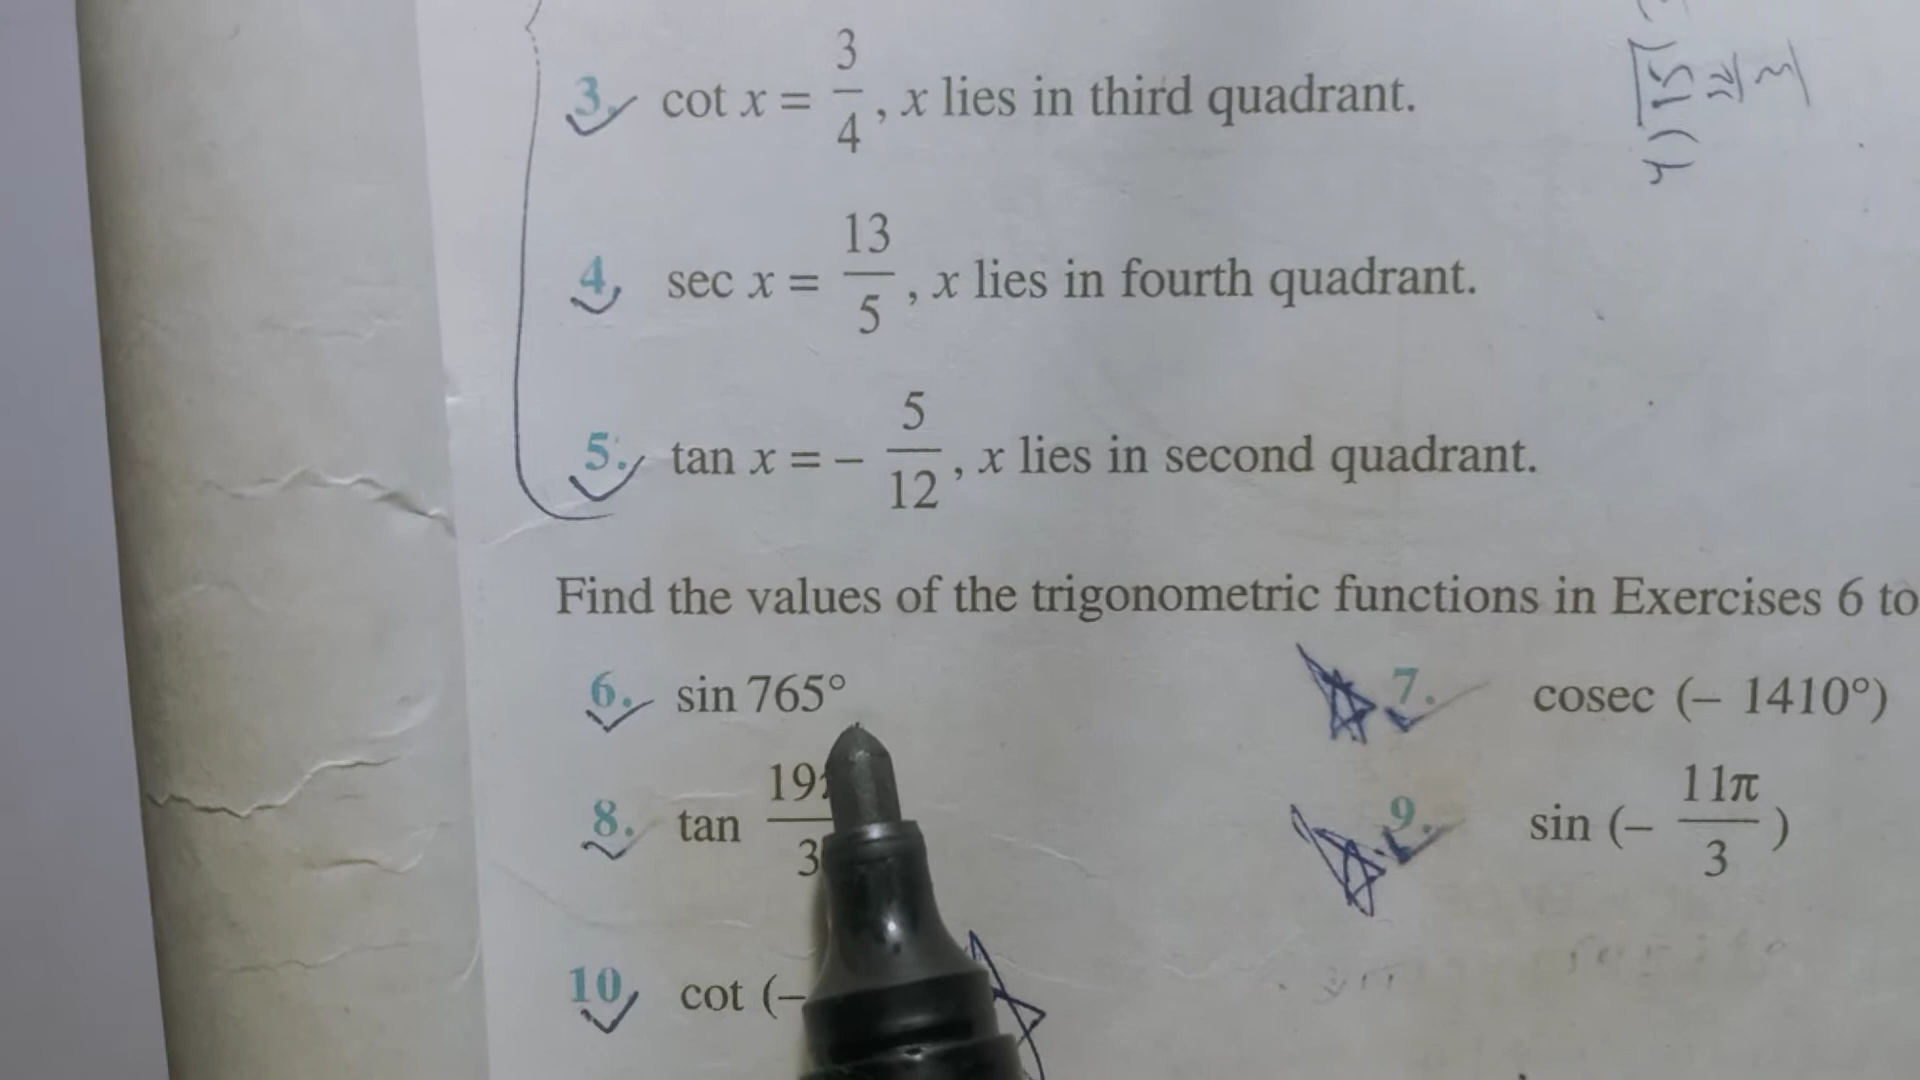 3. cot x = 3/4, x lies in third quadrant.
4. sec x = 13/5, x lies in fourth quadrant.
5. tan x = – 5/12, x lies in second quadrant.
Find the values of the trigonometric functions in Exercises 6 to
6. sin 765°
7. cosec (– 1410°)
8. tan 19/3
9. sin (– 11π/3)
10. cot (–